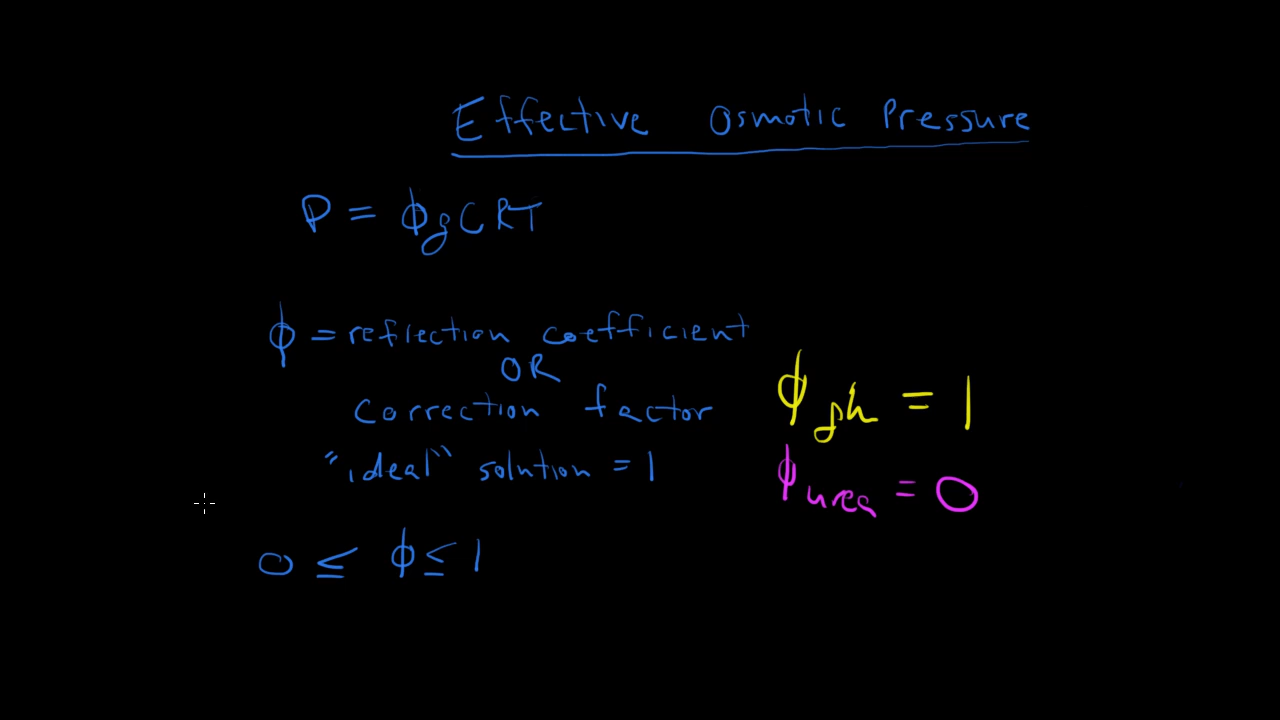 Effective Osmotic Pressure
P = ϕgCRT
ϕ = reflection coefficient
OR
correction factor
"ideal" solution = 1
0 ≤ ϕ ≤ 1
ϕ = 1
ϕurea = 0